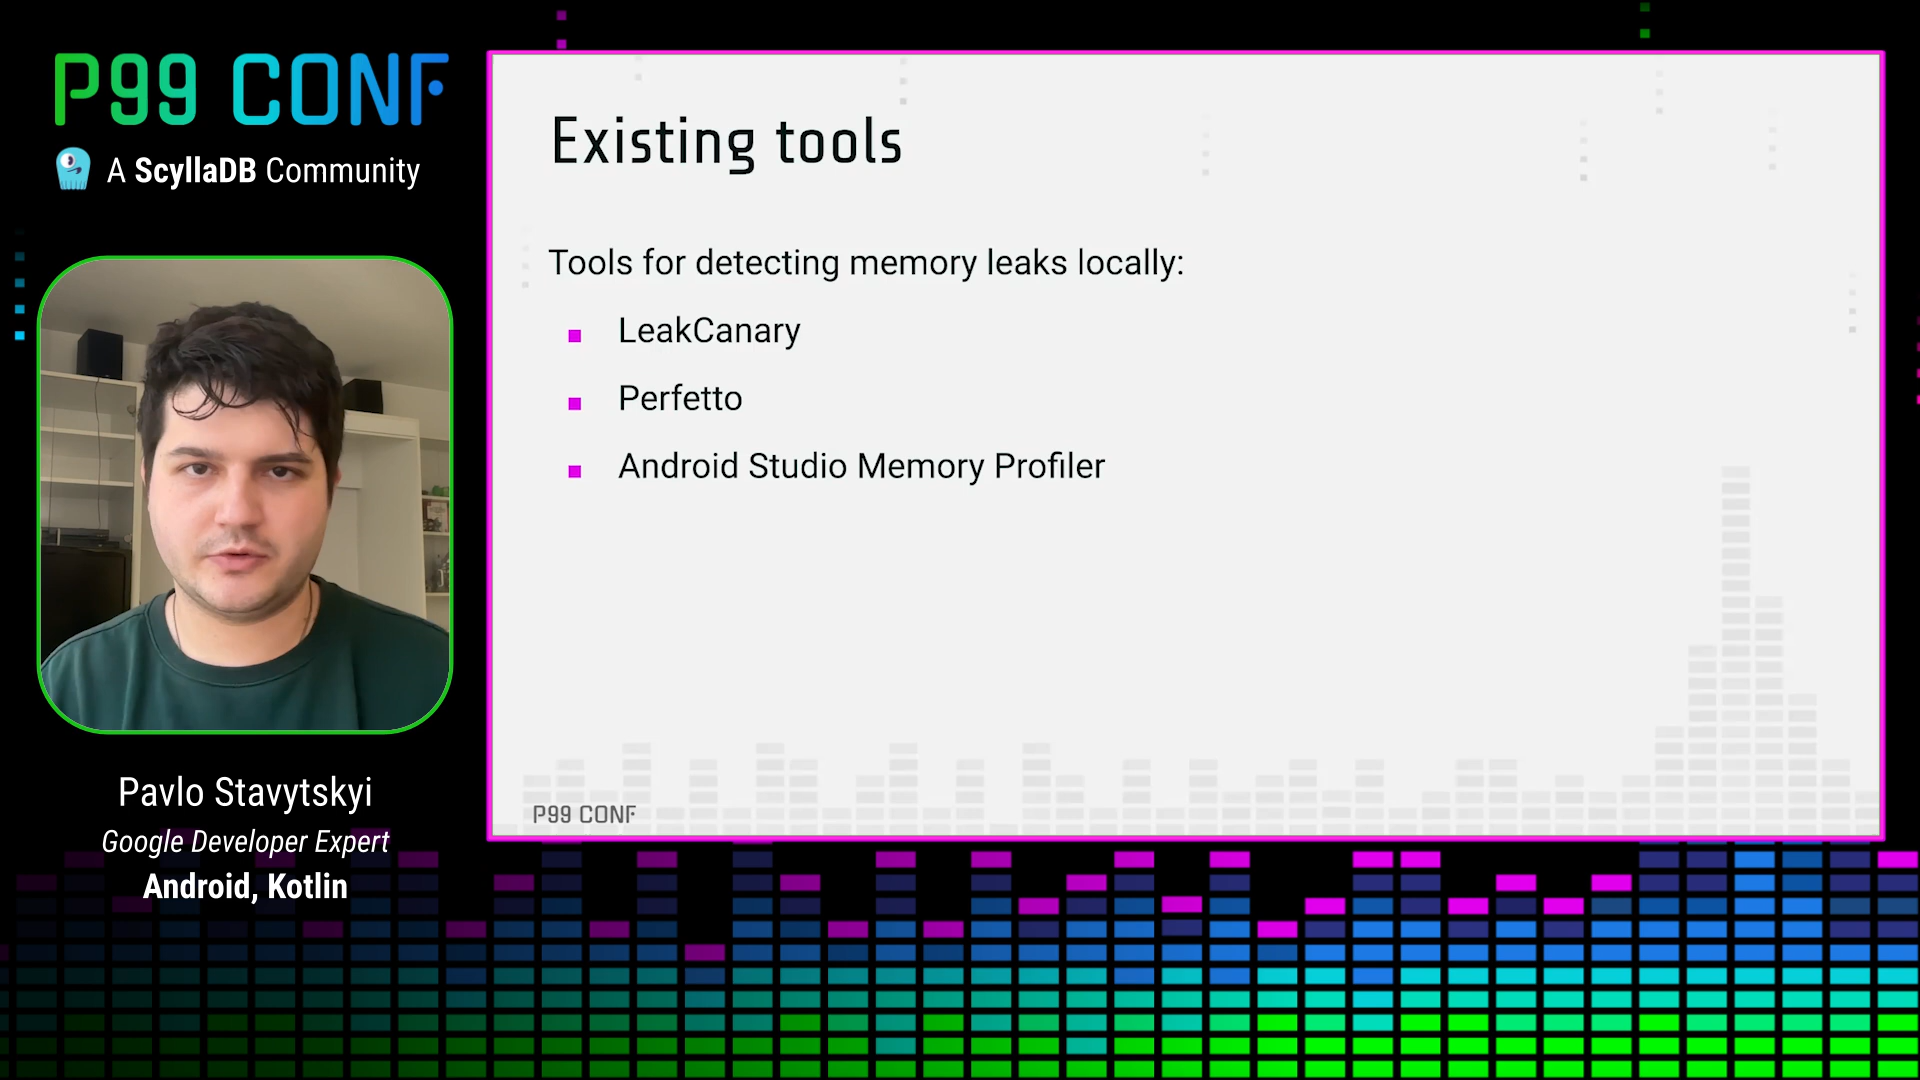 P99 CONF
A ScyllaDB Community
Pavlo Stavytskyi
Google Developer Expert
Android, Kotlin
Existing tools
Tools for detecting memory leaks locally:
LeakCanary
Perfetto
Android Studio Memory Profiler
P99 CONF